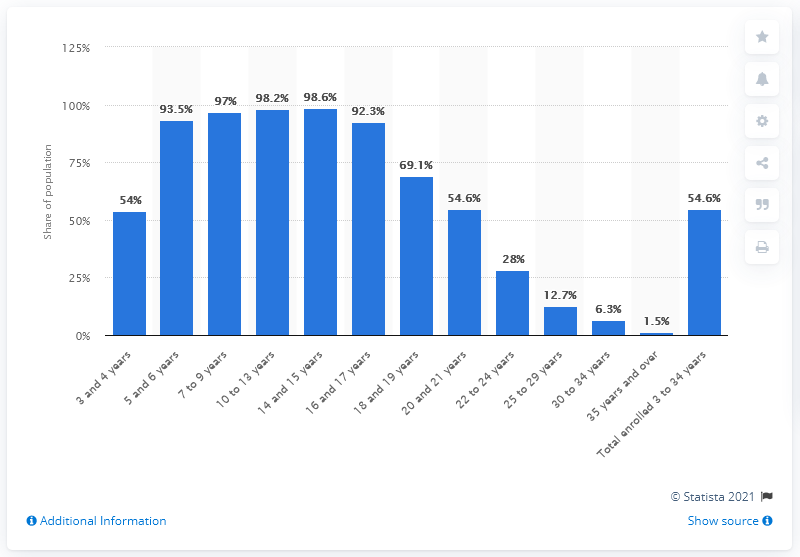 125%
100%
75%
50%
25%
0%
Share of population
54%
93.5%
97%
98.2%
98.6%
92.3%
69.1%
54.6%
28%
12.7%
6.3%
1.5%
54.6%
3 and 4 years
5 and 6 years
7 to 9 years
10 to 13 years
14 and 15 years
16 and 17 years
18 and 19 years
20 and 21 years
22 to 24 years
25 to 29 years
30 to 34 years
35 years and over
Total enrolled 3 to 34 years
© Statista 2021
Additional Information
Show source